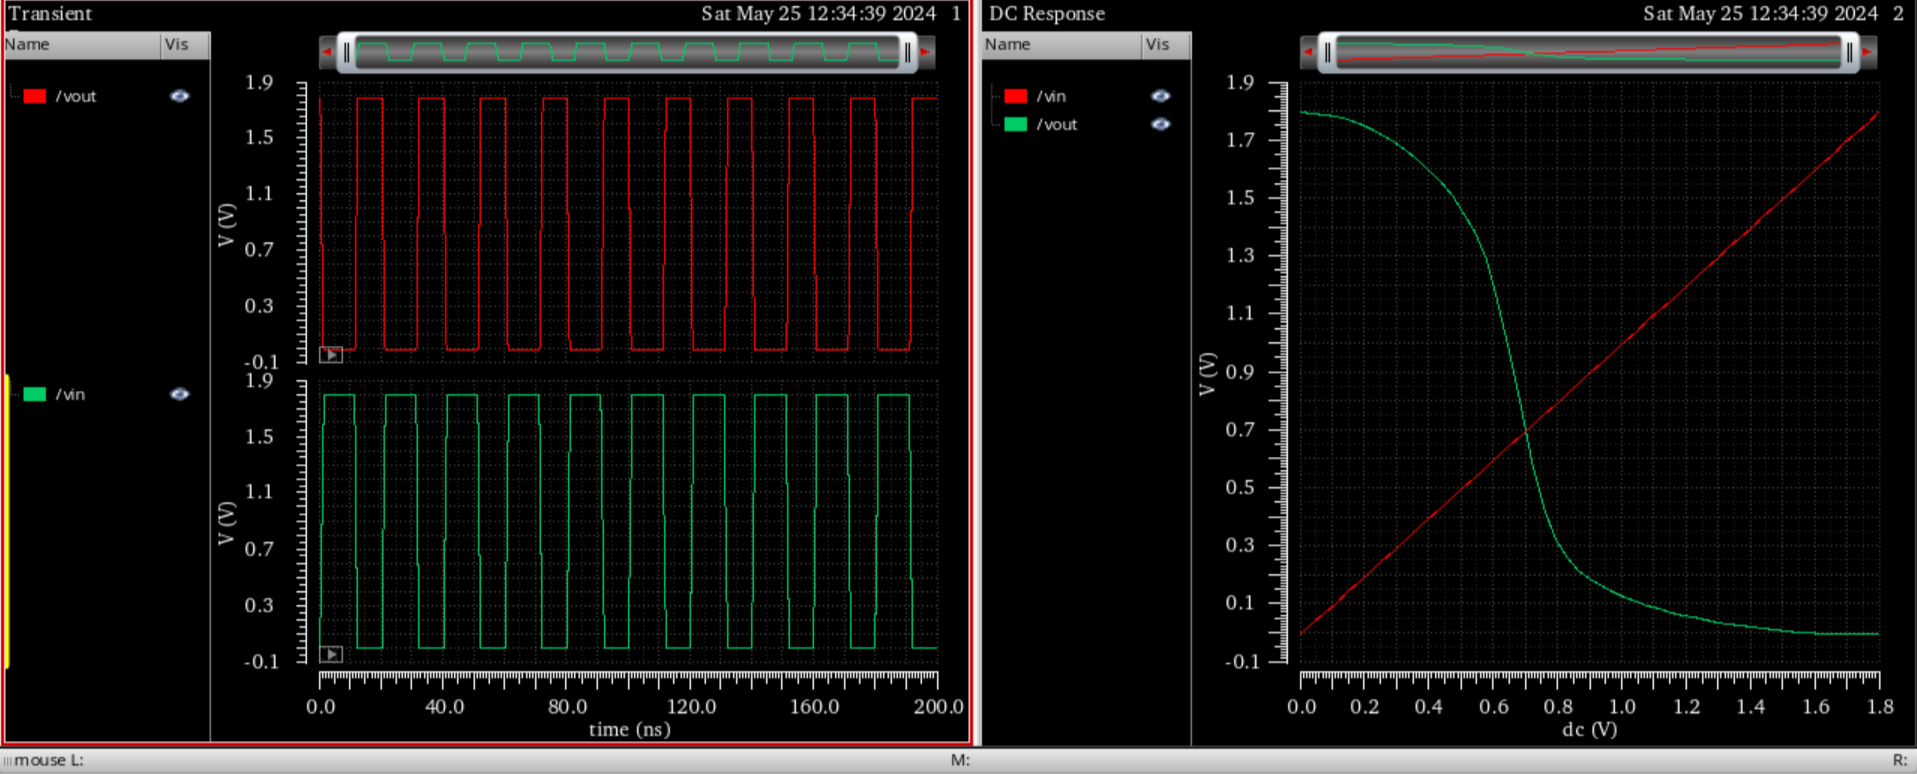 Transient
Sat May 25 12:34:39 2024 1
Name Vis
/vout
1.9
1.5
1.1
0.7
0.3
-0.1
V (V)
/vin
1.9
1.5
1.1
0.7
0.3
-0.1
V (V)
0.0 40.0 80.0 120.0 160.0 200.0
time (ns)
DC Response
Sat May 25 12:34:39 2024 2
Name Vis
/vin
/vout
1.9
1.7
1.5
1.3
1.1
0.9
0.7
0.5
0.3
0.1
-0.1
V (V)
0.0 0.2 0.4 0.6 0.8 1.0 1.2 1.4 1.6 1.8
dc (V)
mouse L: M: R: